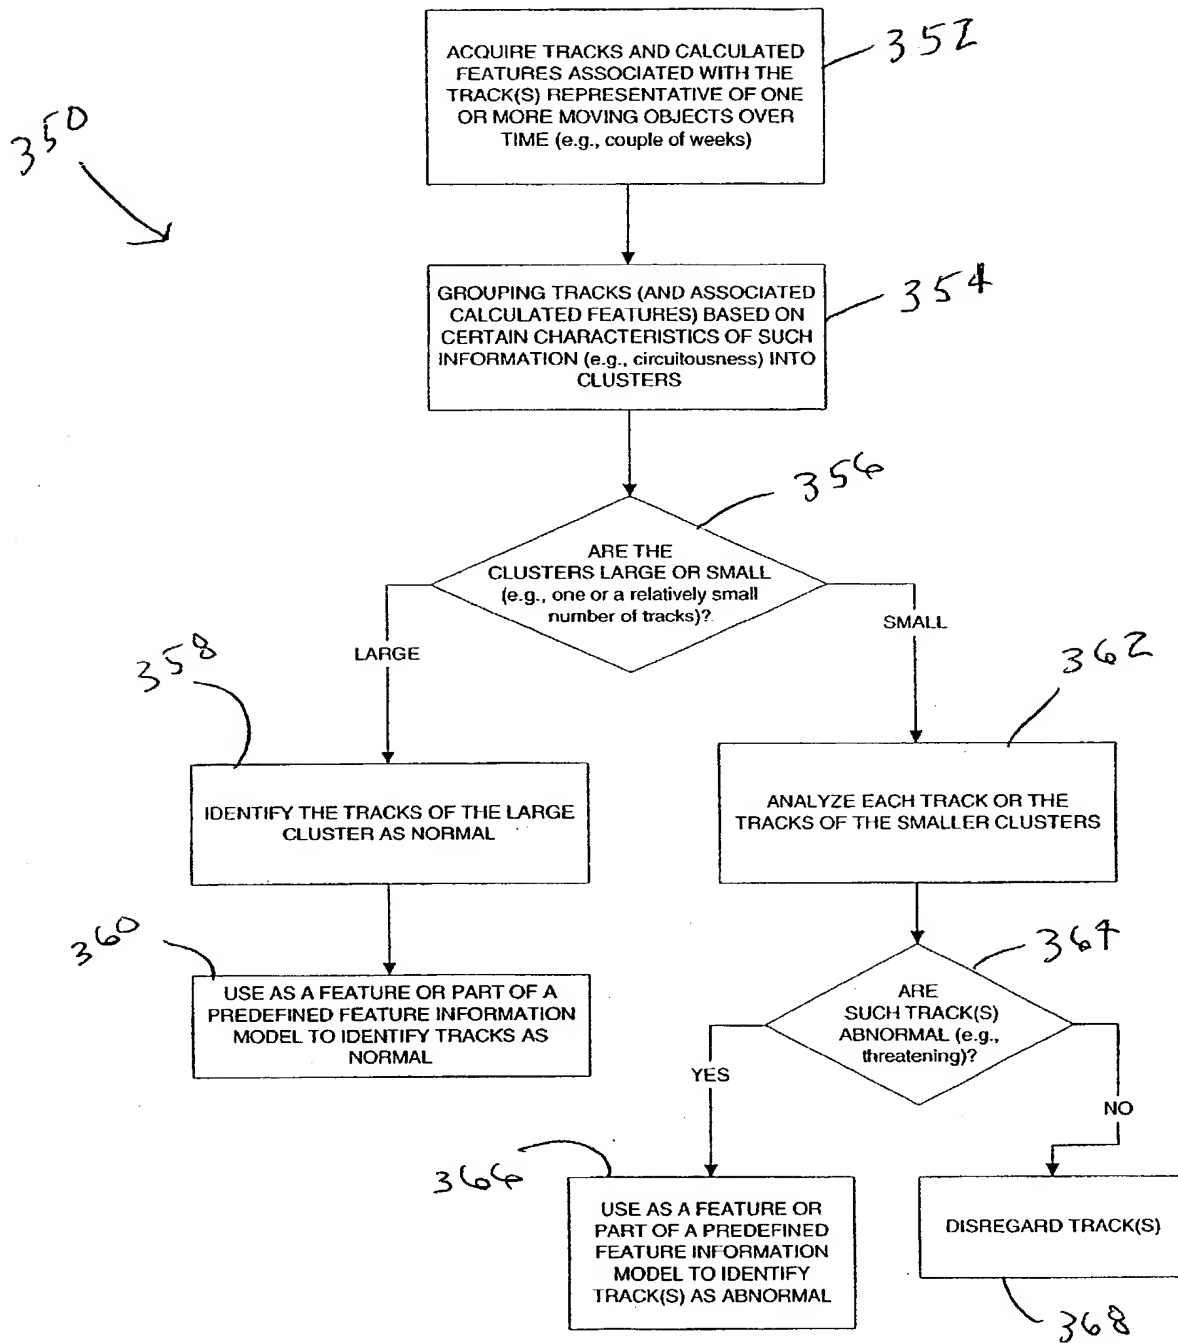 ACQUIRE TRACKS AND CALCULATED
FEATURES ASSOCIATED WITH THE
TRACK(S) REPRESENTATIVE OF ONE
OR MORE MOVING OBJECTS OVER
TIME (e.g., couple of weeks)
352
350
GROUPING TRACKS (AND ASSOCIATED
CALCULATED FEATURES) BASED ON
CERTAIN CHARACTERISTICS OF SUCH
INFORMATION (e.g., circuitousness) INTO
CLUSTERS
354
356
ARE THE
CLUSTERS LARGE OR SMALL
(e.g., one or a relatively small
number of tracks)?
LARGE
SMALL
358
362
IDENTIFY THE TRACKS OF THE LARGE
CLUSTER AS NORMAL
ANALYZE EACH TRACK OR THE
TRACKS OF THE SMALLER CLUSTERS
360
364
USE AS A FEATURE OR PART OF A
PREDEFINED FEATURE INFORMATION
MODEL TO IDENTIFY TRACKS AS
NORMAL
ARE
SUCH TRACK(S)
ABNORMAL (e.g.,
threatening)?
YES
NO
366
USE AS A FEATURE OR
PART OF A PREDEFINED
FEATURE INFORMATION
MODEL TO IDENTIFY
TRACK(S) AS ABNORMAL
DISREGARD TRACK(S)
368